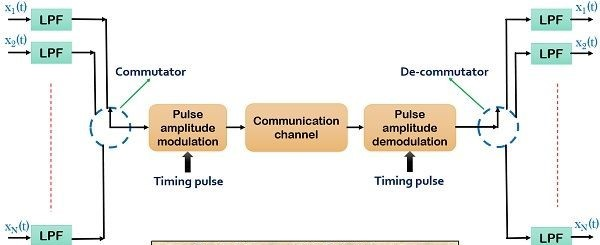 x1(t)
LPF
x2(t)
LPF
xN(t)
LPF
Commutator
Pulse
amplitude
modulation
Timing pulse
Communication
channel
De-commutator
Pulse
amplitude
demodulation
Timing pulse
LPF
x1(t)
LPF
x2(t)
LPF
xN(t)